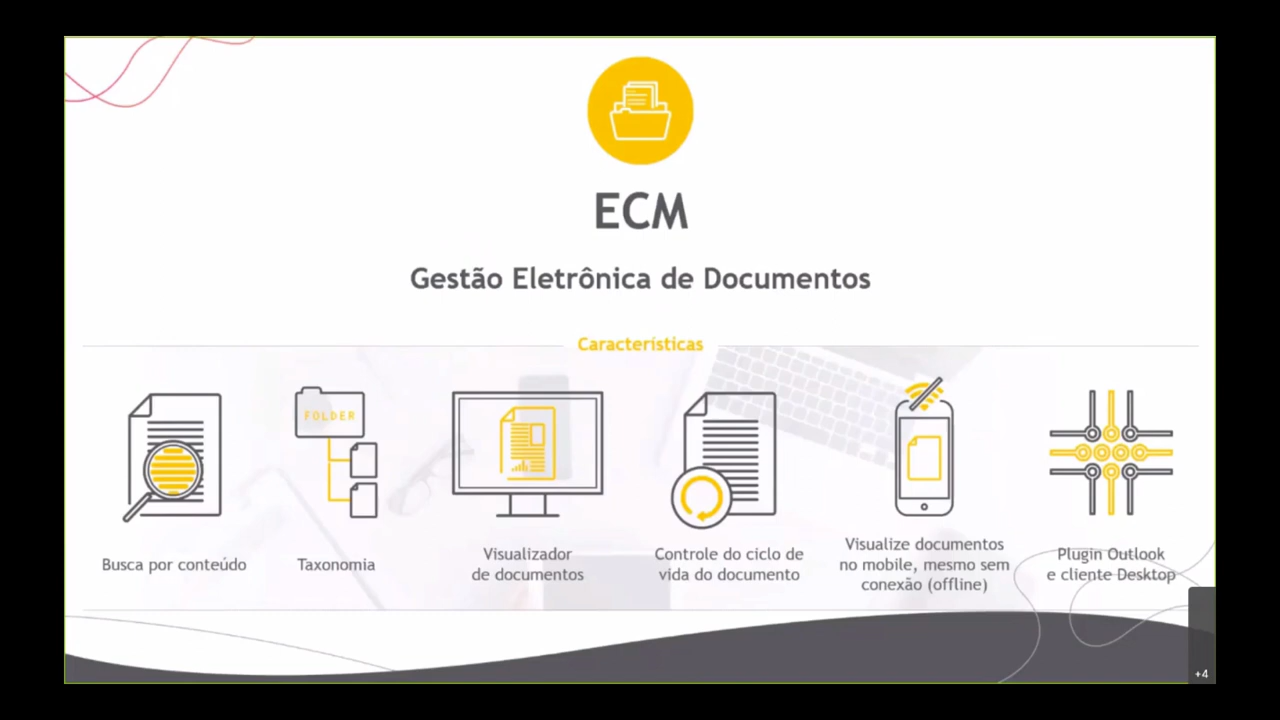 ECM
Gestão Eletrônica de Documentos
Características
FOLDER
Busca por conteúdo
Taxonomia
Visualizador
de documentos
Controle do ciclo de
vida do documento
Visualize documentos
no mobile, mesmo sem
conexão (offline)
Plugin Outlook
e cliente Desktop
+4